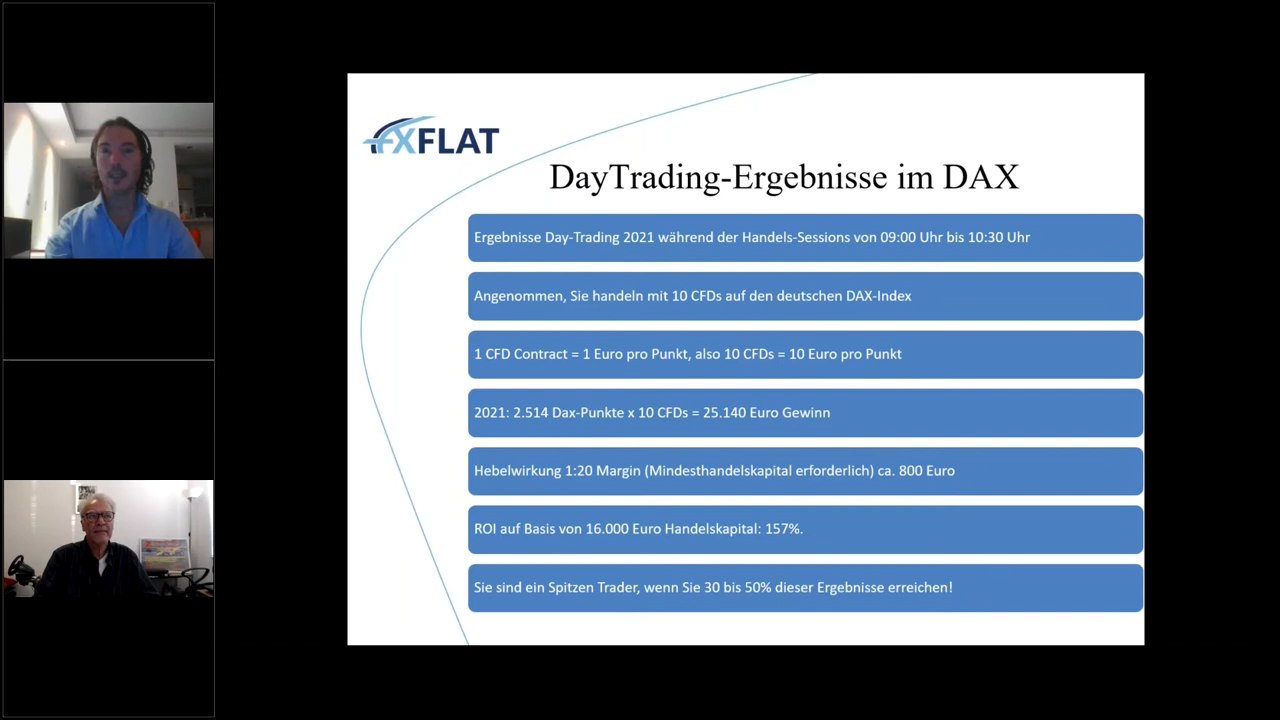 FXFLAT
DayTrading-Ergebnisse im DAX
Ergebnisse Day-Trading 2021 während der Handels-Sessions von 09:00 Uhr bis 10:30 Uhr
Angenommen, Sie handeln mit 10 CFDs auf den deutschen DAX-Index
1 CFD Contract = 1 Euro pro Punkt, also 10 CFDs = 10 Euro pro Punkt
2021: 2.514 Dax-Punkte x 10 CFDs = 25.140 Euro Gewinn
Hebelwirkung 1:20 Margin (Mindesthandelskapital erforderlich) ca. 800 Euro
ROI auf Basis von 16.000 Euro Handelskapital: 157%.
Sie sind ein Spitzen Trader, wenn Sie 30 bis 50% dieser Ergebnisse erreichen!